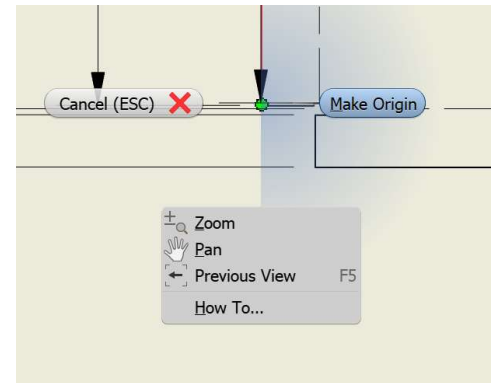 Cancel (ESC)
Make Origin
Zoom
Pan
Previous View F5
How To...